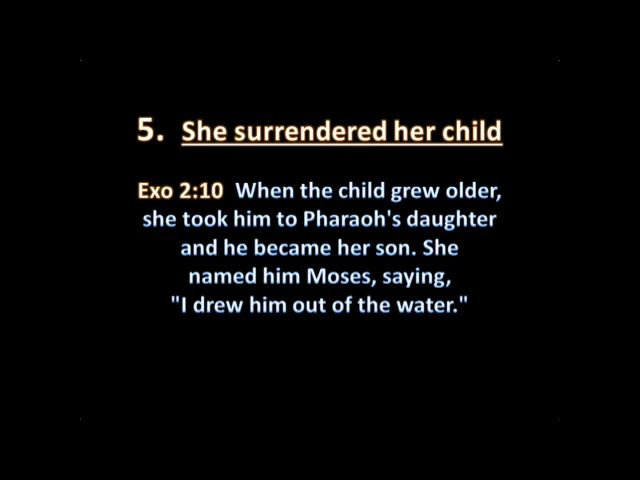 5. She surrendered her child
Exo 2:10 When the child grew older,
she took him to Pharaoh's daughter
and he became her son. She
named him Moses, saying,
"I drew him out of the water."